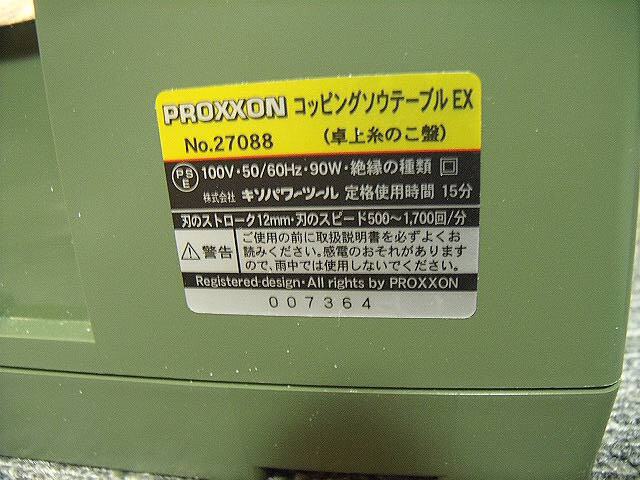 PROXXON コッピングソウテーブル EX
No.27088 (卓上糸のこ盤)
PS E 100V・50/60Hz・90W・絶縁の種類 回
株式会社 キソパワーツール 定格使用時間 15分
刃のストローク12mm・刃のスピード500～1,700回/分
警告 ご使用の前に取扱説明書を必ずよくお
読みください。感電のおそれがあります
ので、雨中では使用しないでください。
Registered design・All rights by PROXXON
007364